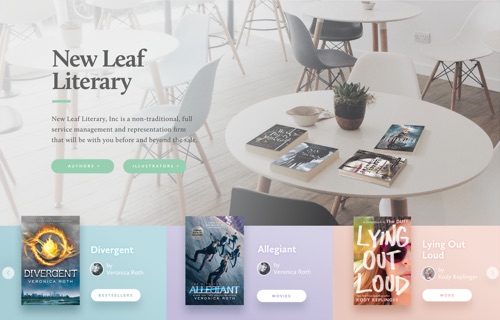 New Leaf
Literary
New Leaf Literary, Inc is a non-traditional, full
service management and representation firm
that will be with you before and beyond the sale.
AUTHORS
ILLUSTRATORS
DIVERGENT
VERONICA ROTH
Divergent
by
Veronica Roth
BESTSELLERS
ALLEGIANT
Allegiant
by
Veronica Roth
MOVIES
THE DUFF
LYING
OUT
LOUD
KODY KEPLINGER
Lying Out
Loud
by
Kody Keplinger
MORE